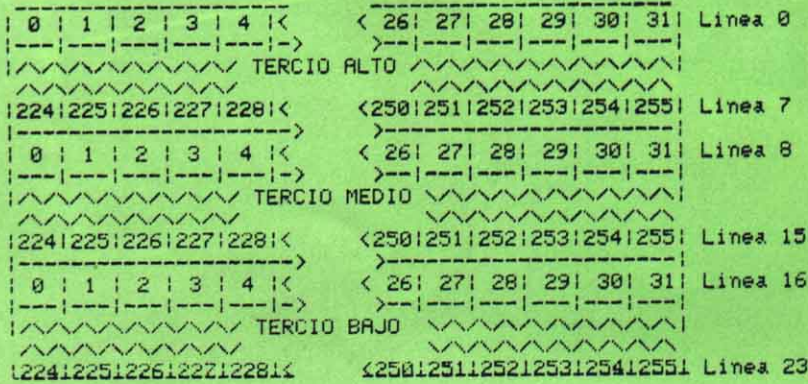 | 0 | 1 | 2 | 3 | 4 |< < 26| 27| 28| 29| 30| 31| Linea 0
TERCIO ALTO
|224|225|226|227|228|< <250|251|252|253|254|255| Linea 7
| 0 | 1 | 2 | 3 | 4 |< < 26| 27| 28| 29| 30| 31| Linea 8
TERCIO MEDIO
|224|225|226|227|228|< <250|251|252|253|254|255| Linea 15
| 0 | 1 | 2 | 3 | 4 |< < 26| 27| 28| 29| 30| 31| Linea 16
TERCIO BAJO
|224|225|226|227|228|< <250|251|252|253|254|255| Linea 23